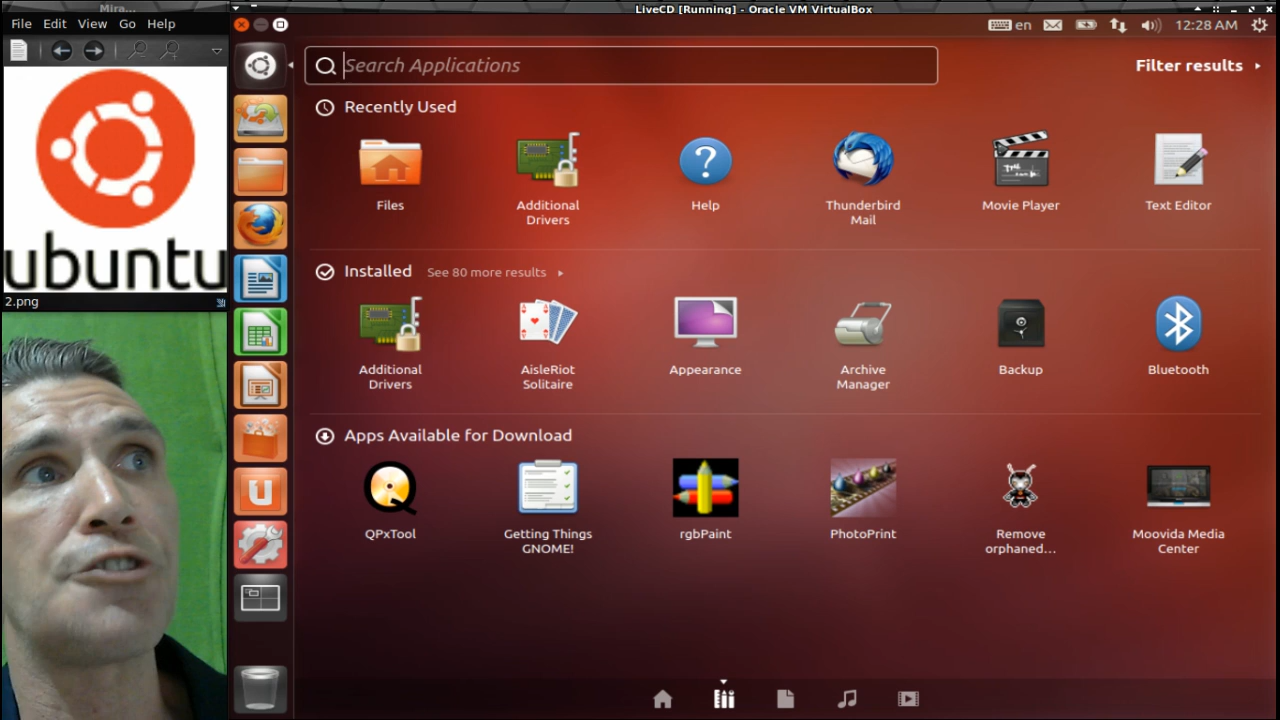 Mira...
LiveCD [Running] - Oracle VM VirtualBox
File Edit View Go Help
en
12:28 AM
Search Applications
Filter results
ubuntu
2.png
Recently Used
Files
Additional
Drivers
Help
Thunderbird
Mail
Movie Player
Text Editor
Installed
See 80 more results
Additional
Drivers
AisleRiot
Solitaire
Appearance
Archive
Manager
Backup
Bluetooth
Apps Available for Download
QPxTool
Getting Things
GNOME!
rgbPaint
PhotoPrint
Remove
orphaned...
Moovida Media
Center